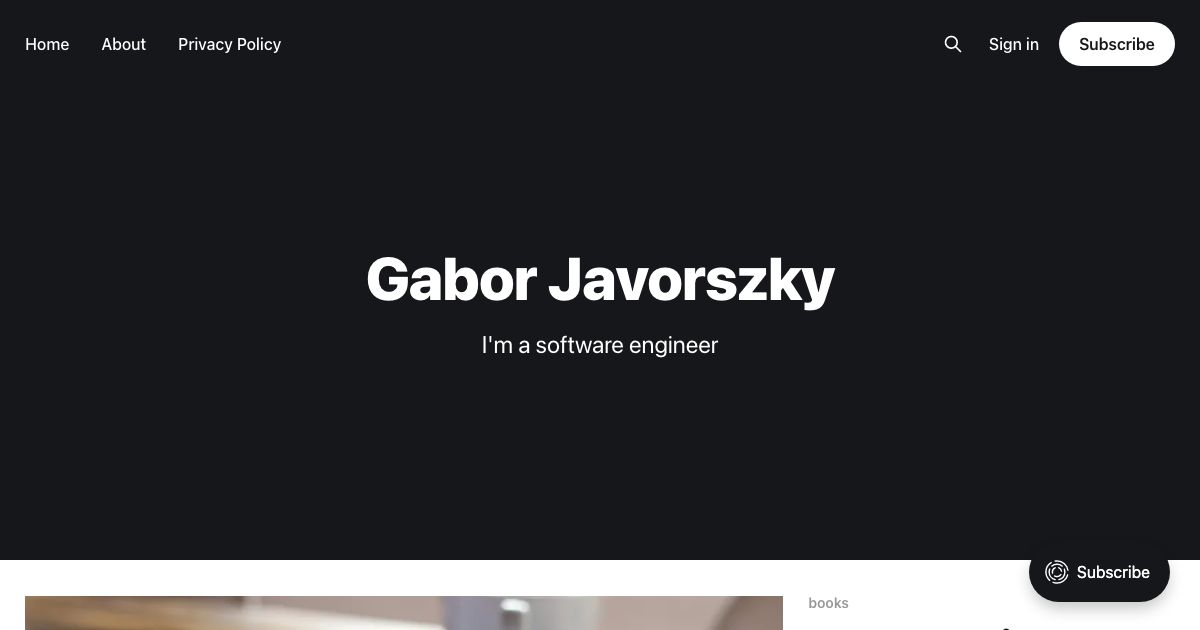 Home About Privacy Policy Sign in Subscribe
Gabor Javorszky
I'm a software engineer
Subscribe
books